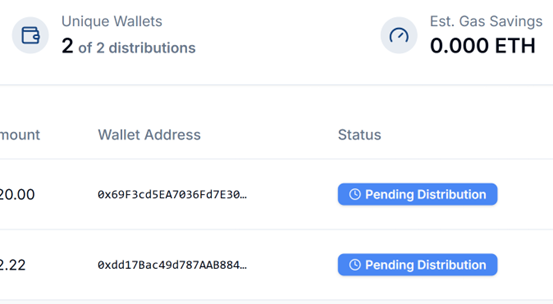 Unique Wallets
2 of 2 distributions
Est. Gas Savings
0.000 ETH
mount
Wallet Address
Status
20.00
0x69F3cd5EA7036Fd7E30…
Pending Distribution
2.22
0xdd17Bac49d787AAB884…
Pending Distribution